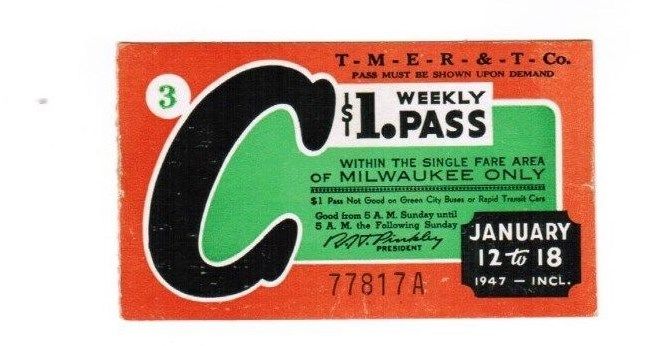 T-M-E-R-&-T-Co.
PASS MUST BE SHOWN UPON DEMAND
3
C
$1. WEEKLY PASS
WITHIN THE SINGLE FARE AREA
OF MILWAUKEE ONLY
$1 Pass Not Good on Green City Buses or Rapid Transit Cars
Good from 5 A.M. Sunday until
5 A.M. the Following Sunday
PRESIDENT
JANUARY
12 to 18
1947 — INCL.
77817A